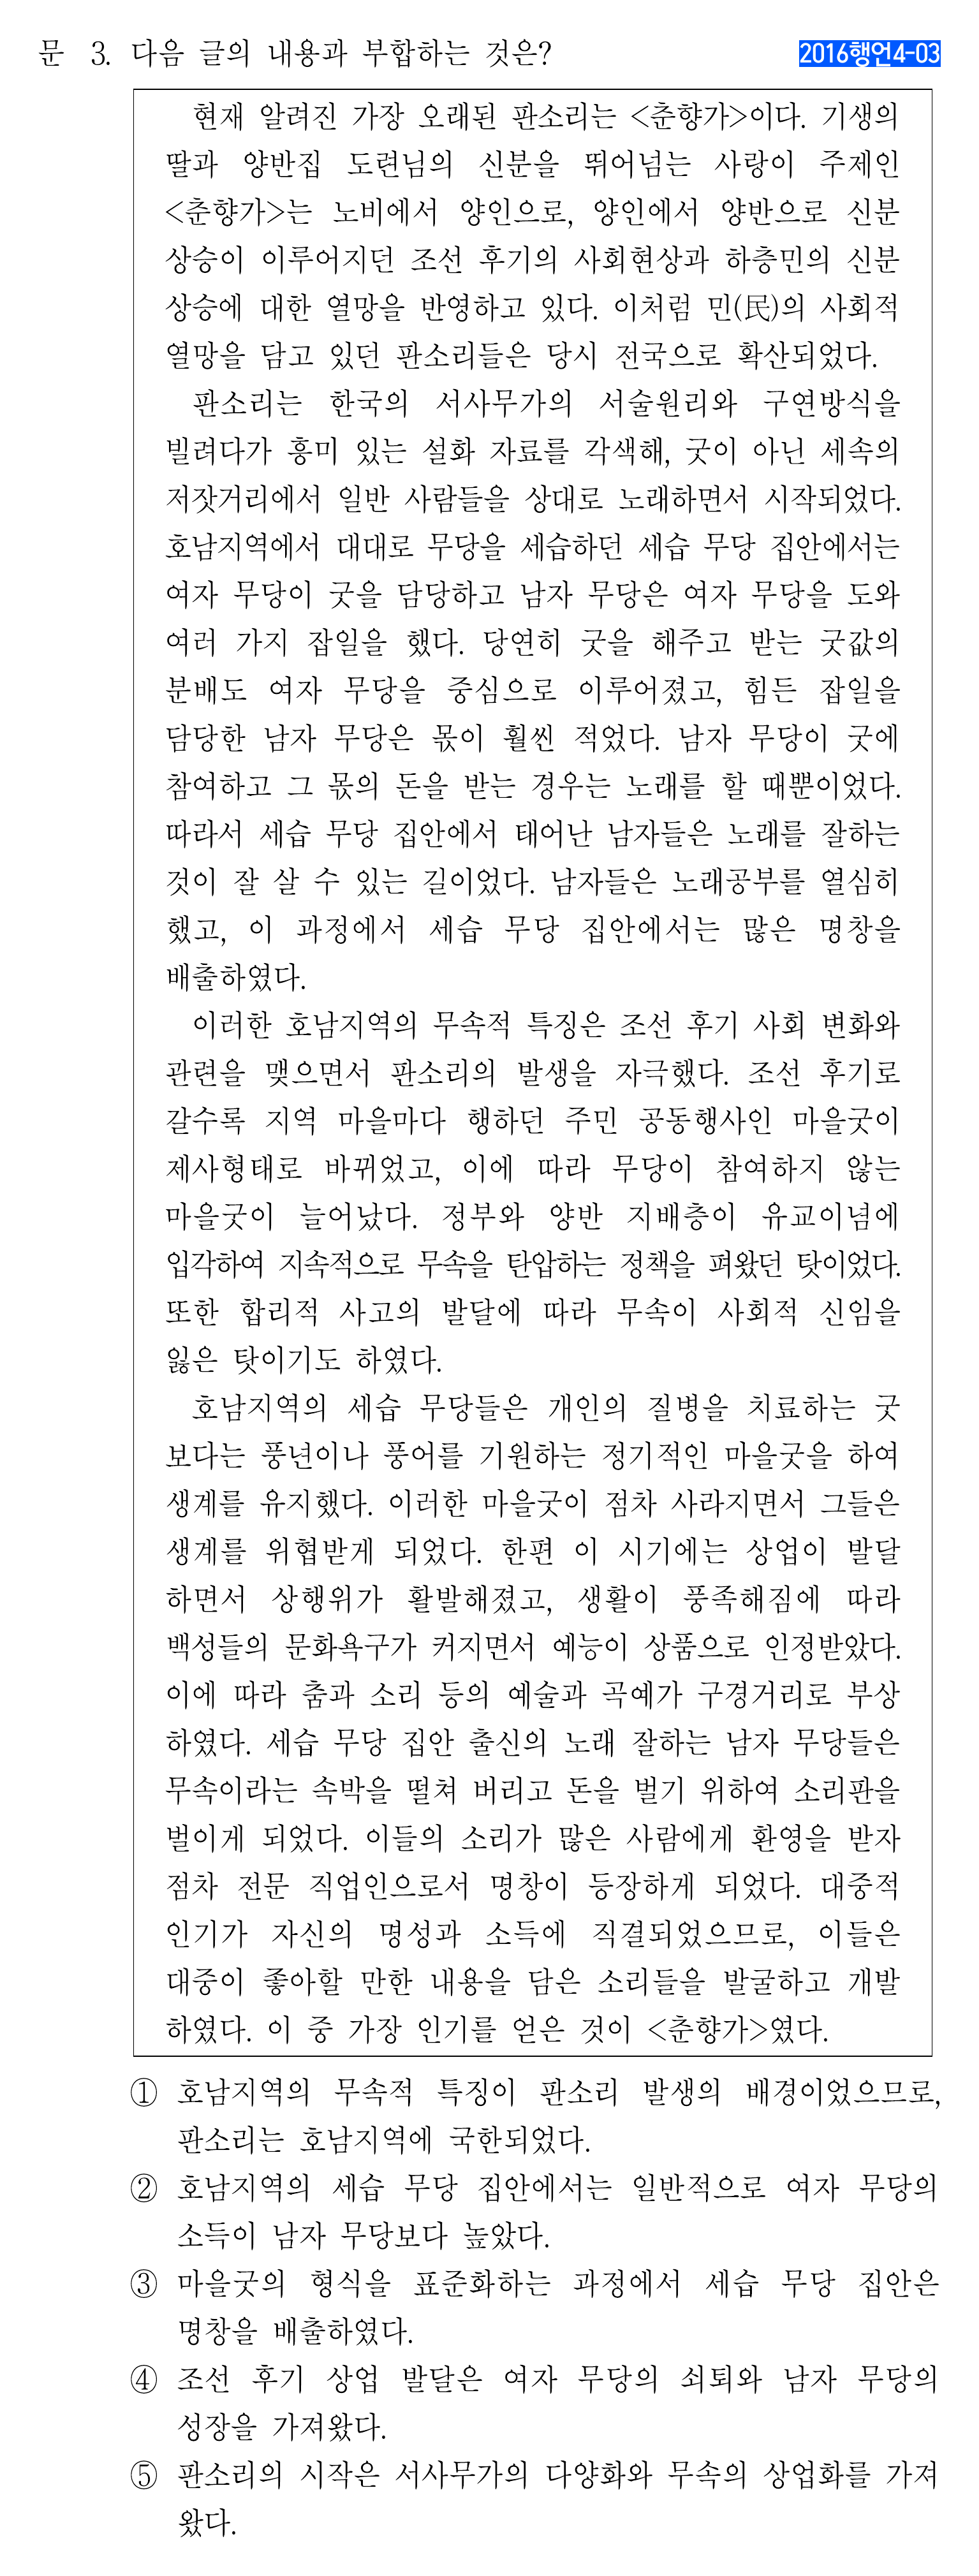 문 3. 다음 글의 내용과 부합하는 것은?
2016행언4-03
현재 알려진 가장 오래된 판소리는 <춘향가>이다. 기생의
딸과 양반집 도련님의 신분을 뛰어넘는 사랑이 주제인
<춘향가>는 노비에서 양인으로, 양인에서 양반으로 신분
상승이 이루어지던 조선 후기의 사회현상과 하층민의 신분
상승에 대한 열망을 반영하고 있다. 이처럼 민(民)의 사회적
열망을 담고 있던 판소리들은 당시 전국으로 확산되었다.
판소리는 한국의 서사무가의 서술원리와 구연방식을
빌려다가 흥미 있는 설화 자료를 각색해, 굿이 아닌 세속의
저잣거리에서 일반 사람들을 상대로 노래하면서 시작되었다.
호남지역에서 대대로 무당을 세습하던 세습 무당 집안에서는
여자 무당이 굿을 담당하고 남자 무당은 여자 무당을 도와
여러 가지 잡일을 했다. 당연히 굿을 해주고 받는 굿값의
분배도 여자 무당을 중심으로 이루어졌고, 힘든 잡일을
담당한 남자 무당은 몫이 훨씬 적었다. 남자 무당이 굿에
참여하고 그 몫의 돈을 받는 경우는 노래를 할 때뿐이었다.
따라서 세습 무당 집안에서 태어난 남자들은 노래를 잘하는
것이 잘 살 수 있는 길이었다. 남자들은 노래공부를 열심히
했고, 이 과정에서 세습 무당 집안에서는 많은 명창을
배출하였다.
이러한 호남지역의 무속적 특징은 조선 후기 사회 변화와
관련을 맺으면서 판소리의 발생을 자극했다. 조선 후기로
갈수록 지역 마을마다 행하던 주민 공동행사인 마을굿이
제사형태로 바뀌었고, 이에 따라 무당이 참여하지 않는
마을굿이 늘어났다. 정부와 양반 지배층이 유교이념에
입각하여 지속적으로 무속을 탄압하는 정책을 펴왔던 탓이었다.
또한 합리적 사고의 발달에 따라 무속이 사회적 신임을
잃은 탓이기도 하였다.
호남지역의 세습 무당들은 개인의 질병을 치료하는 굿
보다는 풍년이나 풍어를 기원하는 정기적인 마을굿을 하여
생계를 유지했다. 이러한 마을굿이 점차 사라지면서 그들은
생계를 위협받게 되었다. 한편 이 시기에는 상업이 발달
하면서 상행위가 활발해졌고, 생활이 풍족해짐에 따라
백성들의 문화욕구가 커지면서 예능이 상품으로 인정받았다.
이에 따라 춤과 소리 등의 예술과 곡예가 구경거리로 부상
하였다. 세습 무당 집안 출신의 노래 잘하는 남자 무당들은
무속이라는 속박을 떨쳐 버리고 돈을 벌기 위하여 소리판을
벌이게 되었다. 이들의 소리가 많은 사람에게 환영을 받자
점차 전문 직업인으로서 명창이 등장하게 되었다. 대중적
인기가 자신의 명성과 소득에 직결되었으므로, 이들은
대중이 좋아할 만한 내용을 담은 소리들을 발굴하고 개발
하였다. 이 중 가장 인기를 얻은 것이 <춘향가>였다.
① 호남지역의 무속적 특징이 판소리 발생의 배경이었으므로,
판소리는 호남지역에 국한되었다.
② 호남지역의 세습 무당 집안에서는 일반적으로 여자 무당의
소득이 남자 무당보다 높았다.
③ 마을굿의 형식을 표준화하는 과정에서 세습 무당 집안은
명창을 배출하였다.
④ 조선 후기 상업 발달은 여자 무당의 쇠퇴와 남자 무당의
성장을 가져왔다.
⑤ 판소리의 시작은 서사무가의 다양화와 무속의 상업화를 가져
왔다.